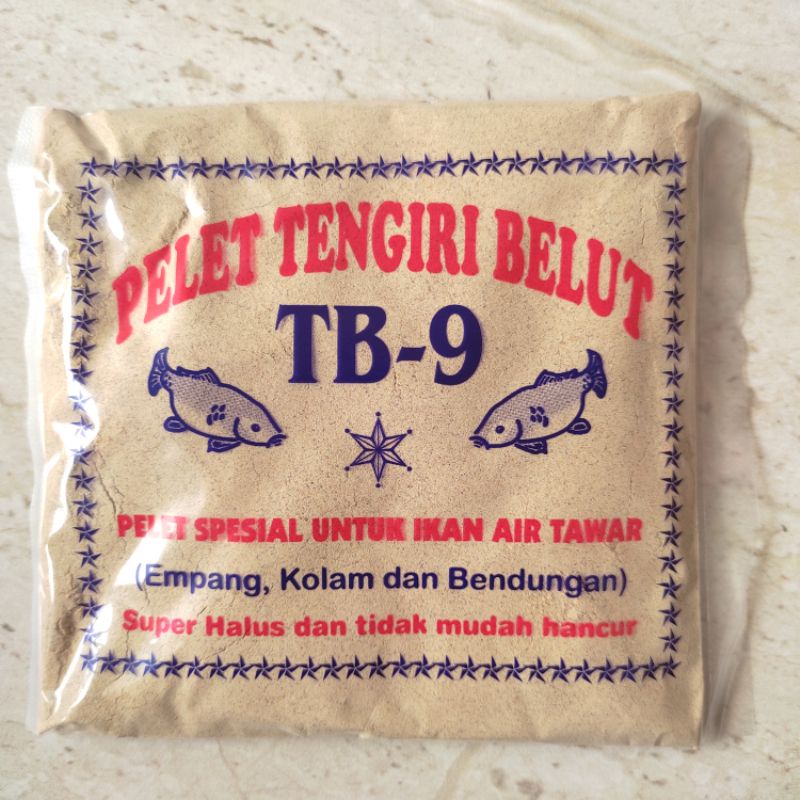 PELET TENGIRI BELUT
TB-9
PELET SPESIAL UNTUK IKAN AIR TAWAR
(Empang, Kolam dan Bendungan)
Super Halus dan tidak mudah hancur